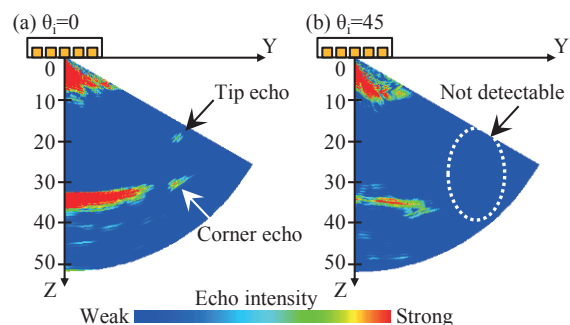 (a) θi=0
Y
0
10
20
30
40
50
Z
Tip echo
Corner echo
(b) θi=45
Y
0
10
20
30
40
50
Z
Not detectable
Echo intensity
Weak
Strong